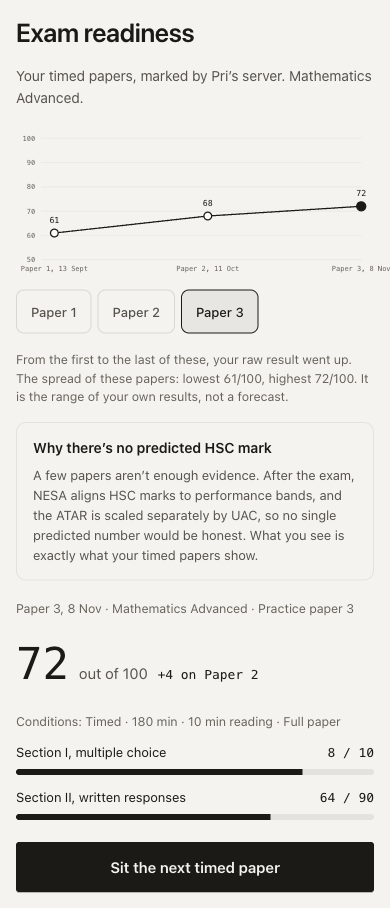 Exam readiness
Your timed papers, marked by Pri's server. Mathematics
Advanced.
100
90
80
70
60
50
61
68
72
Paper 1, 13 Sept
Paper 2, 11 Oct
Paper 3, 8 Nov
Paper 1
Paper 2
Paper 3
From the first to the last of these, your raw result went up.
The spread of these papers: lowest 61/100, highest 72/100. It
is the range of your own results, not a forecast.
Why there's no predicted HSC mark
A few papers aren't enough evidence. After the exam,
NESA aligns HSC marks to performance bands, and
the ATAR is scaled separately by UAC, so no single
predicted number would be honest. What you see is
exactly what your timed papers show.
Paper 3, 8 Nov · Mathematics Advanced · Practice paper 3
72 out of 100 +4 on Paper 2
Conditions: Timed · 180 min · 10 min reading · Full paper
Section I, multiple choice 8 / 10
Section II, written responses 64 / 90
Sit the next timed paper